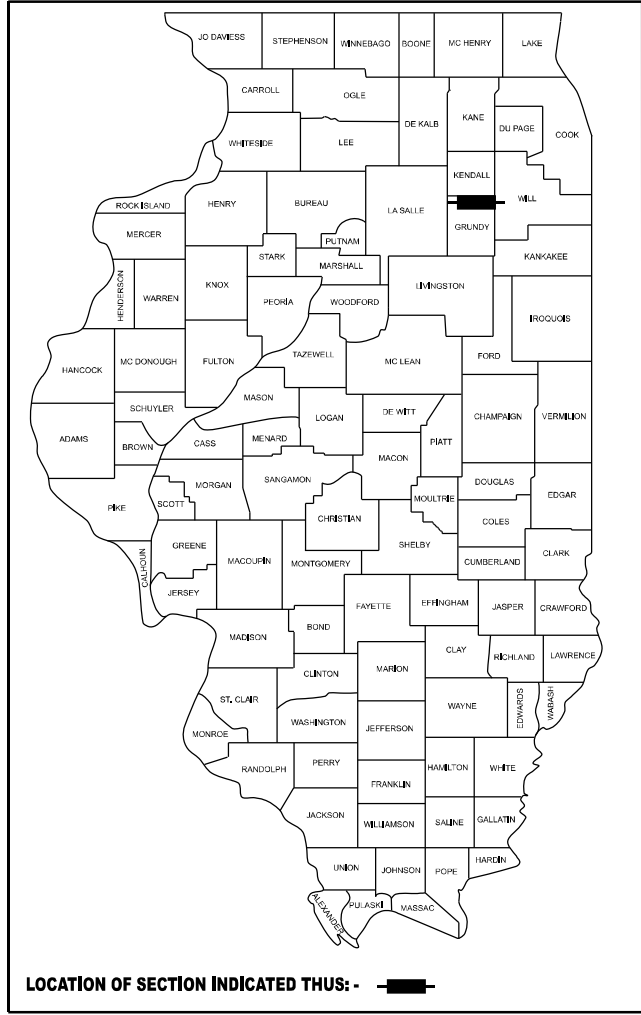 JO DAVIESS
STEPHENSON
WINNEBAGO
BOONE
MC HENRY
LAKE
CARROLL
OGLE
KANE
DE KALB
DU PAGE
COOK
WHITESIDE
LEE
KENDALL
WILL
ROCK ISLAND
HENRY
BUREAU
LA SALLE
GRUNDY
MERCER
PUTNAM
STARK
MARSHALL
KANKAKEE
HENDERSON
WARREN
KNOX
PEORIA
WOODFORD
LIVINGSTON
IROQUOIS
HANCOCK
MC DONOUGH
FULTON
TAZEWELL
MC LEAN
FORD
SCHUYLER
MASON
LOGAN
DE WITT
CHAMPAIGN
VERMILION
ADAMS
BROWN
CASS
MENARD
MACON
PIATT
PIKE
SCOTT
MORGAN
SANGAMON
CHRISTIAN
MOULTRIE
DOUGLAS
EDGAR
COLES
CALHOUN
GREENE
MACOUPIN
MONTGOMERY
SHELBY
CUMBERLAND
CLARK
JERSEY
FAYETTE
EFFINGHAM
JASPER
CRAWFORD
MADISON
BOND
CLAY
RICHLAND
LAWRENCE
CLINTON
MARION
ST. CLAIR
WASHINGTON
WAYNE
EDWARDS
WABASH
MONROE
JEFFERSON
RANDOLPH
PERRY
HAMILTON
WHITE
FRANKLIN
JACKSON
WILLIAMSON
SALINE
GALLATIN
UNION
JOHNSON
POPE
HARDIN
ALEXANDER
PULASKI
MASSAC
LOCATION OF SECTION INDICATED THUS: -